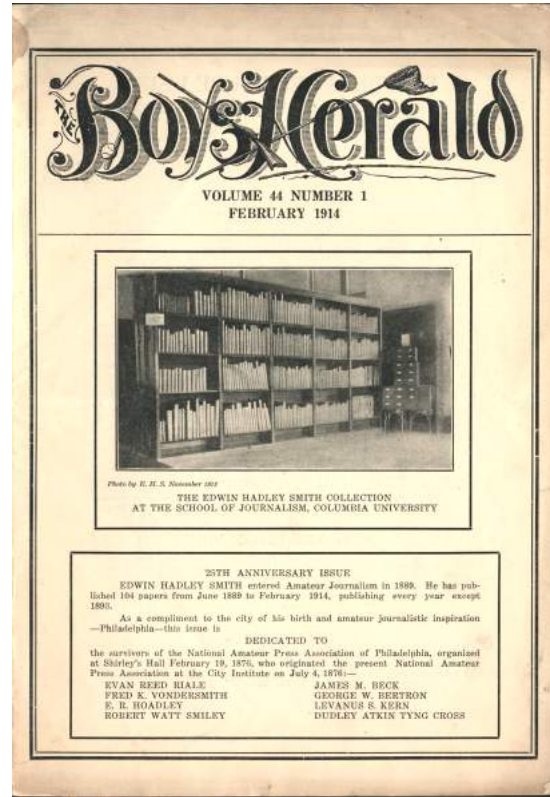 THE Boys' Herald
VOLUME 44 NUMBER 1
FEBRUARY 1914
Photo by E. H. S. November 1913
THE EDWIN HADLEY SMITH COLLECTION
AT THE SCHOOL OF JOURNALISM, COLUMBIA UNIVERSITY
25TH ANNIVERSARY ISSUE
EDWIN HADLEY SMITH entered Amateur Journalism in 1889. He has pub-
lished 104 papers from June 1889 to February 1914, publishing every year except
1893.
As a compliment to the city of his birth and amateur journalistic inspiration
—Philadelphia—this issue is
DEDICATED TO
the survivors of the National Amateur Press Association of Philadelphia, organized
at Shirley's Hall February 19, 1876, who originated the present National Amateur
Press Association at the City Institute on July 4, 1876:—
EVAN REED RIALE
JAMES M. BECK
FRED K. VONDERSMITH
GEORGE W. BERTRON
E. R. HOADLEY
LEVANUS S. KERN
ROBERT WATT SMILEY
DUDLEY ATKIN TYNG CROSS